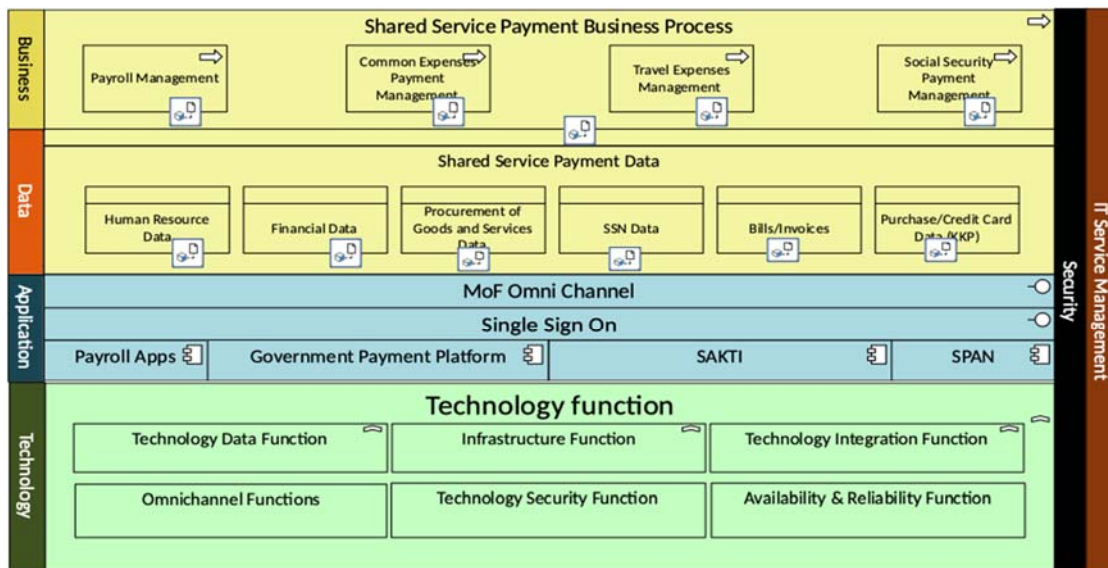 Business
Shared Service Payment Business Process
Payroll Management
Common Expenses
Payment
Management
Travel Expenses
Management
Social Security
Payment
Management
Data
Shared Service Payment Data
Human Resource
Data
Financial Data
Procurement of
Goods and Services
Data
SSN Data
Bills/Invoices
Purchase/Credit Card
Data (KKP)
Application
MoF Omni Channel
Single Sign On
Payroll Apps
Government Payment Platform
SAKTI
SPAN
Technology
Technology function
Technology Data Function
Infrastructure Function
Technology Integration Function
Omnichannel Functions
Technology Security Function
Availability & Reliability Function
Security
IT Service Management